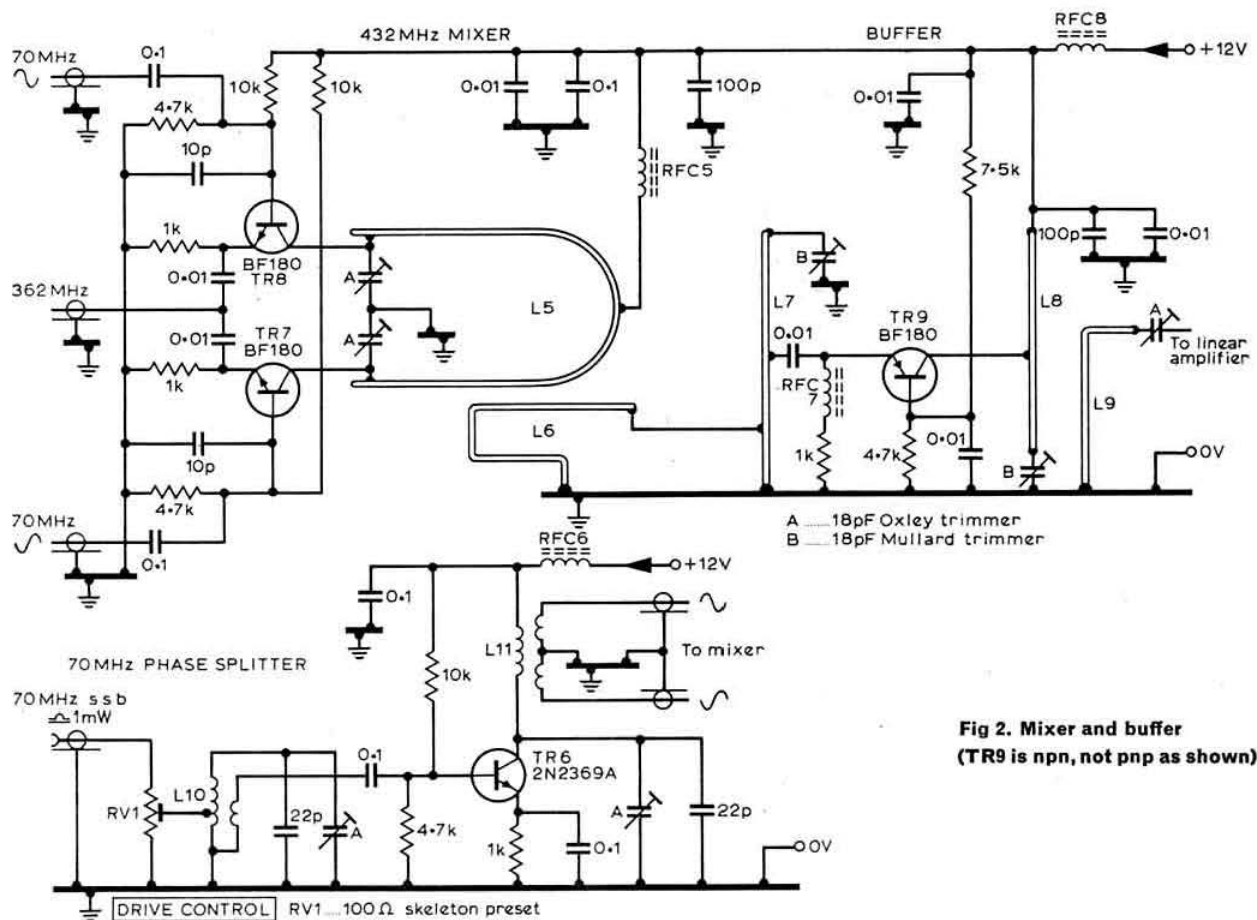 432MHz MIXER
BUFFER
RFC8
+12V
70MHz
0·1
10k
10k
4·7k
0·01
0·1
100p
0·01
10p
RFC5
7·5k
1k
BF180
TR8
0·01
A
B
L7
TR9
BF180
L8
100p
0·01
362MHz
L5
0·01
TR7
BF180
A
0·01
RFC
7
A
To linear
amplifier
1k
L6
1k
4·7k
0·01
L9
B
0V
10p
4·7k
70MHz
0·1
A ..... 18pF Oxley trimmer
B ..... 18pF Mullard trimmer
RFC6
+12V
0·1
L11
To mixer
70MHz PHASE SPLITTER
10k
70MHz ssb
≏1mW
0·1
TR6
2N2369A
RV1
L10
22p
A
4·7k
1k
0·1
A
22p
0V
DRIVE CONTROL RV1 .... 100Ω skeleton preset
Fig 2. Mixer and buffer
(TR9 is npn, not pnp as shown)